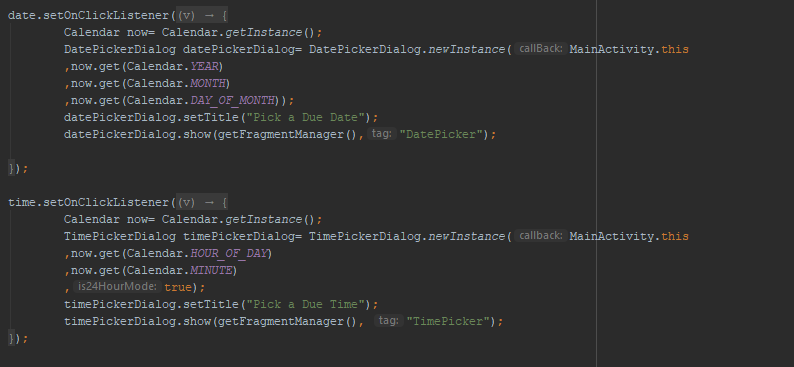 date.setOnClickListener((v) → {
        Calendar now= Calendar.getInstance();
        DatePickerDialog datePickerDialog= DatePickerDialog.newInstance( callBack: MainActivity.this
        ,now.get(Calendar.YEAR)
        ,now.get(Calendar.MONTH)
        ,now.get(Calendar.DAY_OF_MONTH));
        datePickerDialog.setTitle("Pick a Due Date");
        datePickerDialog.show(getFragmentManager(), tag: "DatePicker");
});
time.setOnClickListener((v) → {
        Calendar now= Calendar.getInstance();
        TimePickerDialog timePickerDialog= TimePickerDialog.newInstance( callback: MainActivity.this
        ,now.get(Calendar.HOUR_OF_DAY)
        ,now.get(Calendar.MINUTE)
        , is24HourMode: true);
        timePickerDialog.setTitle("Pick a Due Time");
        timePickerDialog.show(getFragmentManager(), tag: "TimePicker");
});